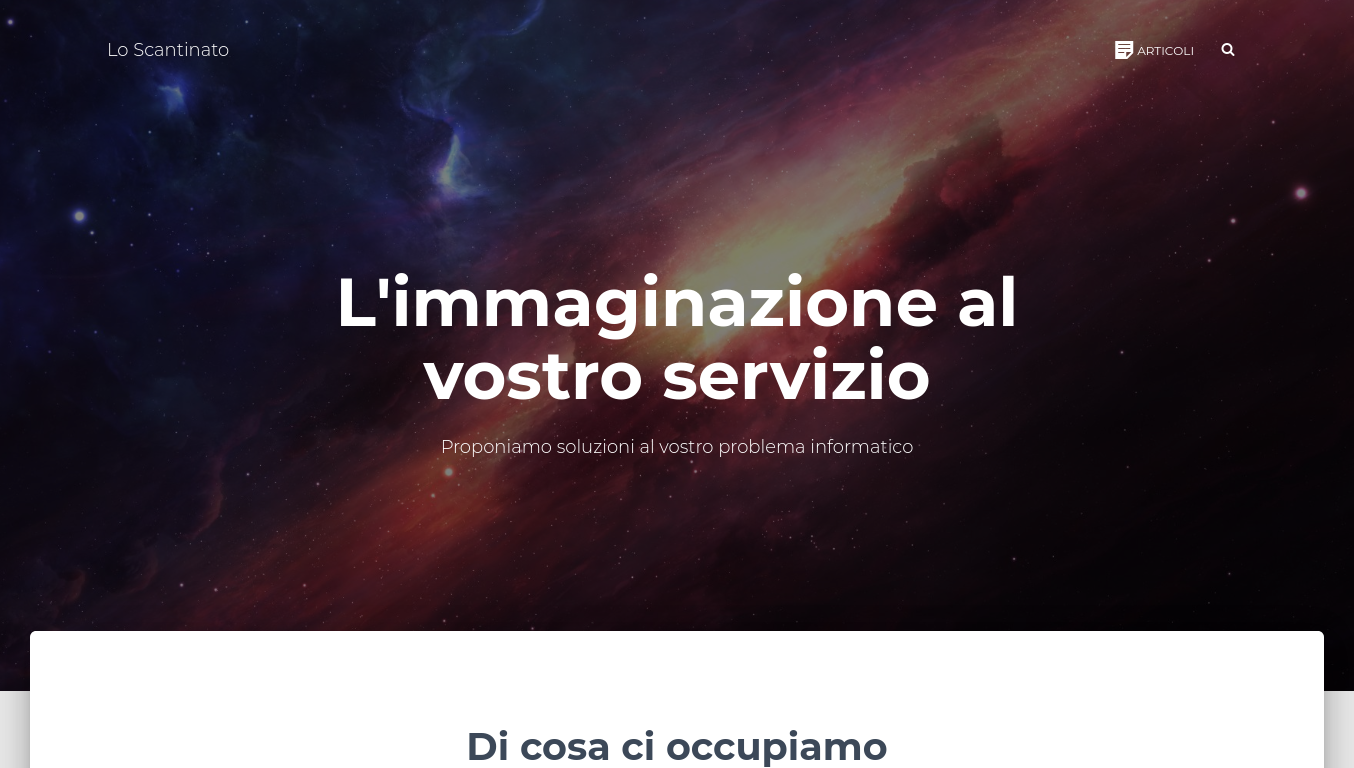 Lo Scantinato
ARTICOLI
L'immaginazione al
vostro servizio
Proponiamo soluzioni al vostro problema informatico
Di cosa ci occupiamo